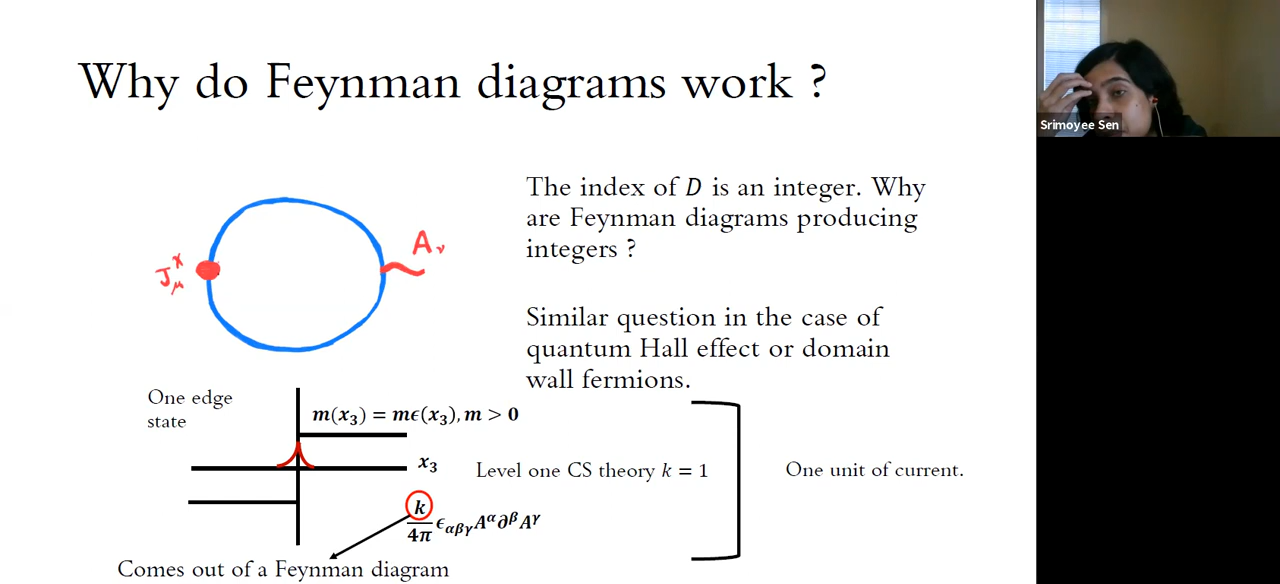 Why do Feynman diagrams work ?
Srimoyee Sen
The index of D is an integer. Why
are Feynman diagrams producing
integers ?
J_μ^χ
A_ν
Similar question in the case of
quantum Hall effect or domain
wall fermions.
One edge
state
m(x₃) = mϵ(x₃), m > 0
x₃
Level one CS theory k = 1
One unit of current.
k/4π ϵ_αβγ A^α ∂^β A^γ
Comes out of a Feynman diagram